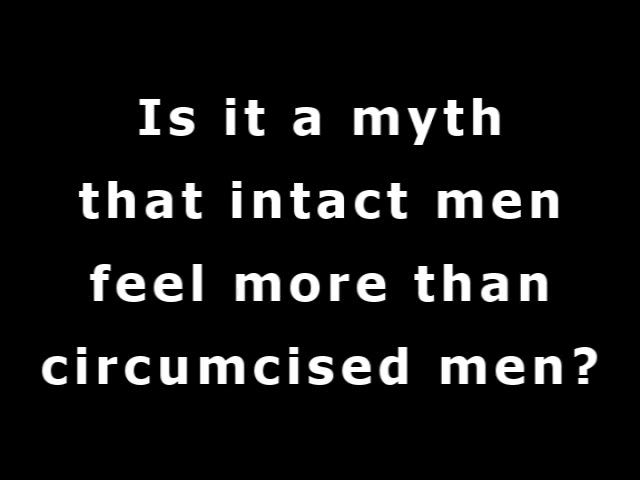 Is it a myth
that intact men
feel more than
circumcised men?